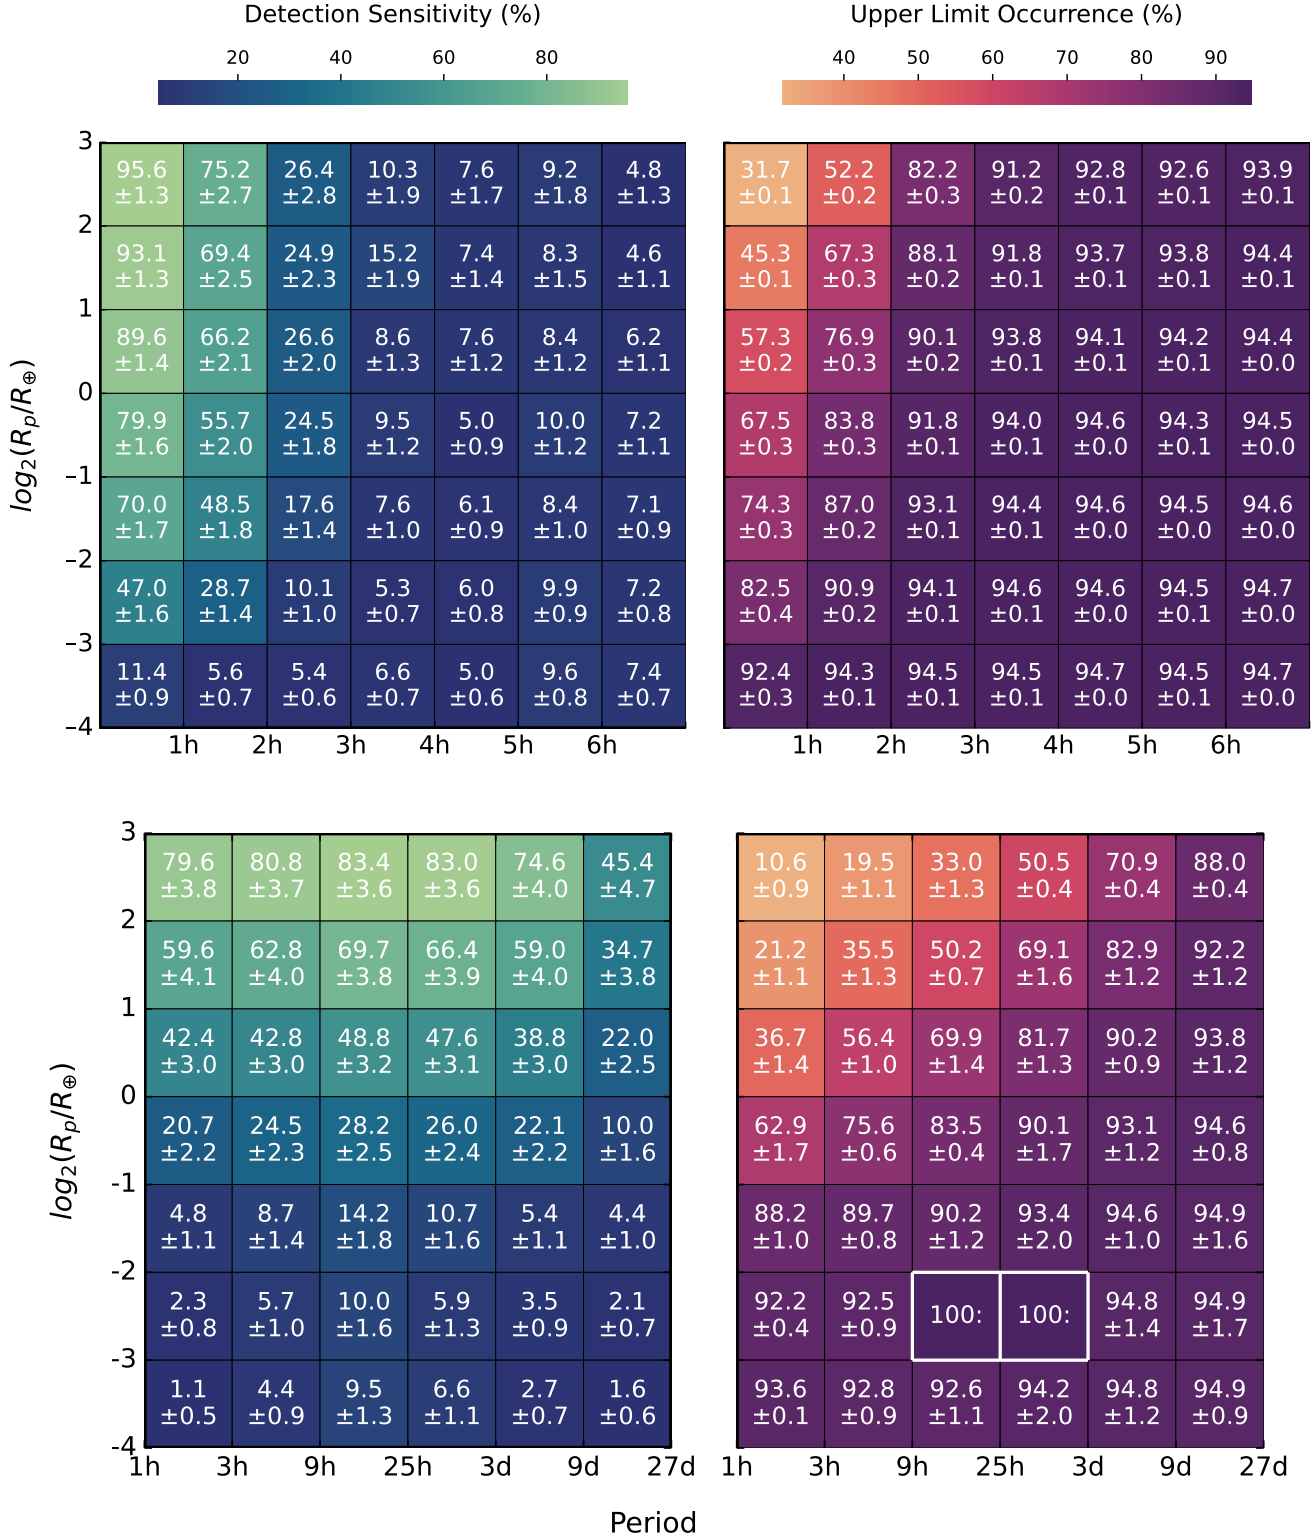 Detection Sensitivity (%)
Upper Limit Occurrence (%)
20 40 60 80
40 50 60 70 80 90
3
95.6 75.2 26.4 10.3 7.6 9.2 4.8
±1.3 ±2.7 ±2.8 ±1.9 ±1.7 ±1.8 ±1.3
31.7 52.2 82.2 91.2 92.8 92.6 93.9
±0.1 ±0.2 ±0.3 ±0.2 ±0.1 ±0.1 ±0.1
2
93.1 69.4 24.9 15.2 7.4 8.3 4.6
±1.3 ±2.5 ±2.3 ±1.9 ±1.4 ±1.5 ±1.1
45.3 67.3 88.1 91.8 93.7 93.8 94.4
±0.1 ±0.3 ±0.2 ±0.1 ±0.1 ±0.1 ±0.1
1
89.6 66.2 26.6 8.6 7.6 8.4 6.2
±1.4 ±2.1 ±2.0 ±1.3 ±1.2 ±1.2 ±1.1
57.3 76.9 90.1 93.8 94.1 94.2 94.4
±0.2 ±0.3 ±0.2 ±0.1 ±0.1 ±0.1 ±0.0
0
log₂(Rₚ/R⊕)
79.9 55.7 24.5 9.5 5.0 10.0 7.2
±1.6 ±2.0 ±1.8 ±1.2 ±0.9 ±1.2 ±1.1
67.5 83.8 91.8 94.0 94.6 94.3 94.5
±0.3 ±0.3 ±0.1 ±0.1 ±0.0 ±0.1 ±0.0
−1
70.0 48.5 17.6 7.6 6.1 8.4 7.1
±1.7 ±1.8 ±1.4 ±1.0 ±0.9 ±1.0 ±0.9
74.3 87.0 93.1 94.4 94.6 94.5 94.6
±0.3 ±0.2 ±0.1 ±0.1 ±0.0 ±0.0 ±0.0
−2
47.0 28.7 10.1 5.3 6.0 9.9 7.2
±1.6 ±1.4 ±1.0 ±0.7 ±0.8 ±0.9 ±0.8
82.5 90.9 94.1 94.6 94.6 94.5 94.7
±0.4 ±0.2 ±0.1 ±0.1 ±0.0 ±0.1 ±0.0
−3
11.4 5.6 5.4 6.6 5.0 9.6 7.4
±0.9 ±0.7 ±0.6 ±0.7 ±0.6 ±0.8 ±0.7
92.4 94.3 94.5 94.5 94.7 94.5 94.7
±0.3 ±0.1 ±0.1 ±0.1 ±0.0 ±0.1 ±0.0
−4
1h 2h 3h 4h 5h 6h
1h 2h 3h 4h 5h 6h
3
79.6 80.8 83.4 83.0 74.6 45.4
±3.8 ±3.7 ±3.6 ±3.6 ±4.0 ±4.7
10.6 19.5 33.0 50.5 70.9 88.0
±0.9 ±1.1 ±1.3 ±0.4 ±0.4 ±0.4
2
59.6 62.8 69.7 66.4 59.0 34.7
±4.1 ±4.0 ±3.8 ±3.9 ±4.0 ±3.8
21.2 35.5 50.2 69.1 82.9 92.2
±1.1 ±1.3 ±0.7 ±1.6 ±1.2 ±1.2
1
42.4 42.8 48.8 47.6 38.8 22.0
±3.0 ±3.0 ±3.2 ±3.1 ±3.0 ±2.5
36.7 56.4 69.9 81.7 90.2 93.8
±1.4 ±1.0 ±1.4 ±1.3 ±0.9 ±1.2
0
log₂(Rₚ/R⊕)
20.7 24.5 28.2 26.0 22.1 10.0
±2.2 ±2.3 ±2.5 ±2.4 ±2.2 ±1.6
62.9 75.6 83.5 90.1 93.1 94.6
±1.7 ±0.6 ±0.4 ±1.7 ±1.2 ±0.8
-1
4.8 8.7 14.2 10.7 5.4 4.4
±1.1 ±1.4 ±1.8 ±1.6 ±1.1 ±1.0
88.2 89.7 90.2 93.4 94.6 94.9
±1.0 ±0.8 ±1.2 ±2.0 ±1.0 ±1.6
-2
2.3 5.7 10.0 5.9 3.5 2.1
±0.8 ±1.0 ±1.6 ±1.3 ±0.9 ±0.7
92.2 92.5 100: 100: 94.8 94.9
±0.4 ±0.9 ±1.4 ±1.7
-3
1.1 4.4 9.5 6.6 2.7 1.6
±0.5 ±0.9 ±1.3 ±1.1 ±0.7 ±0.6
93.6 92.8 92.6 94.2 94.8 94.9
±0.1 ±0.9 ±1.1 ±2.0 ±1.2 ±0.9
-4
1h 3h 9h 25h 3d 9d 27d
1h 3h 9h 25h 3d 9d 27d
Period